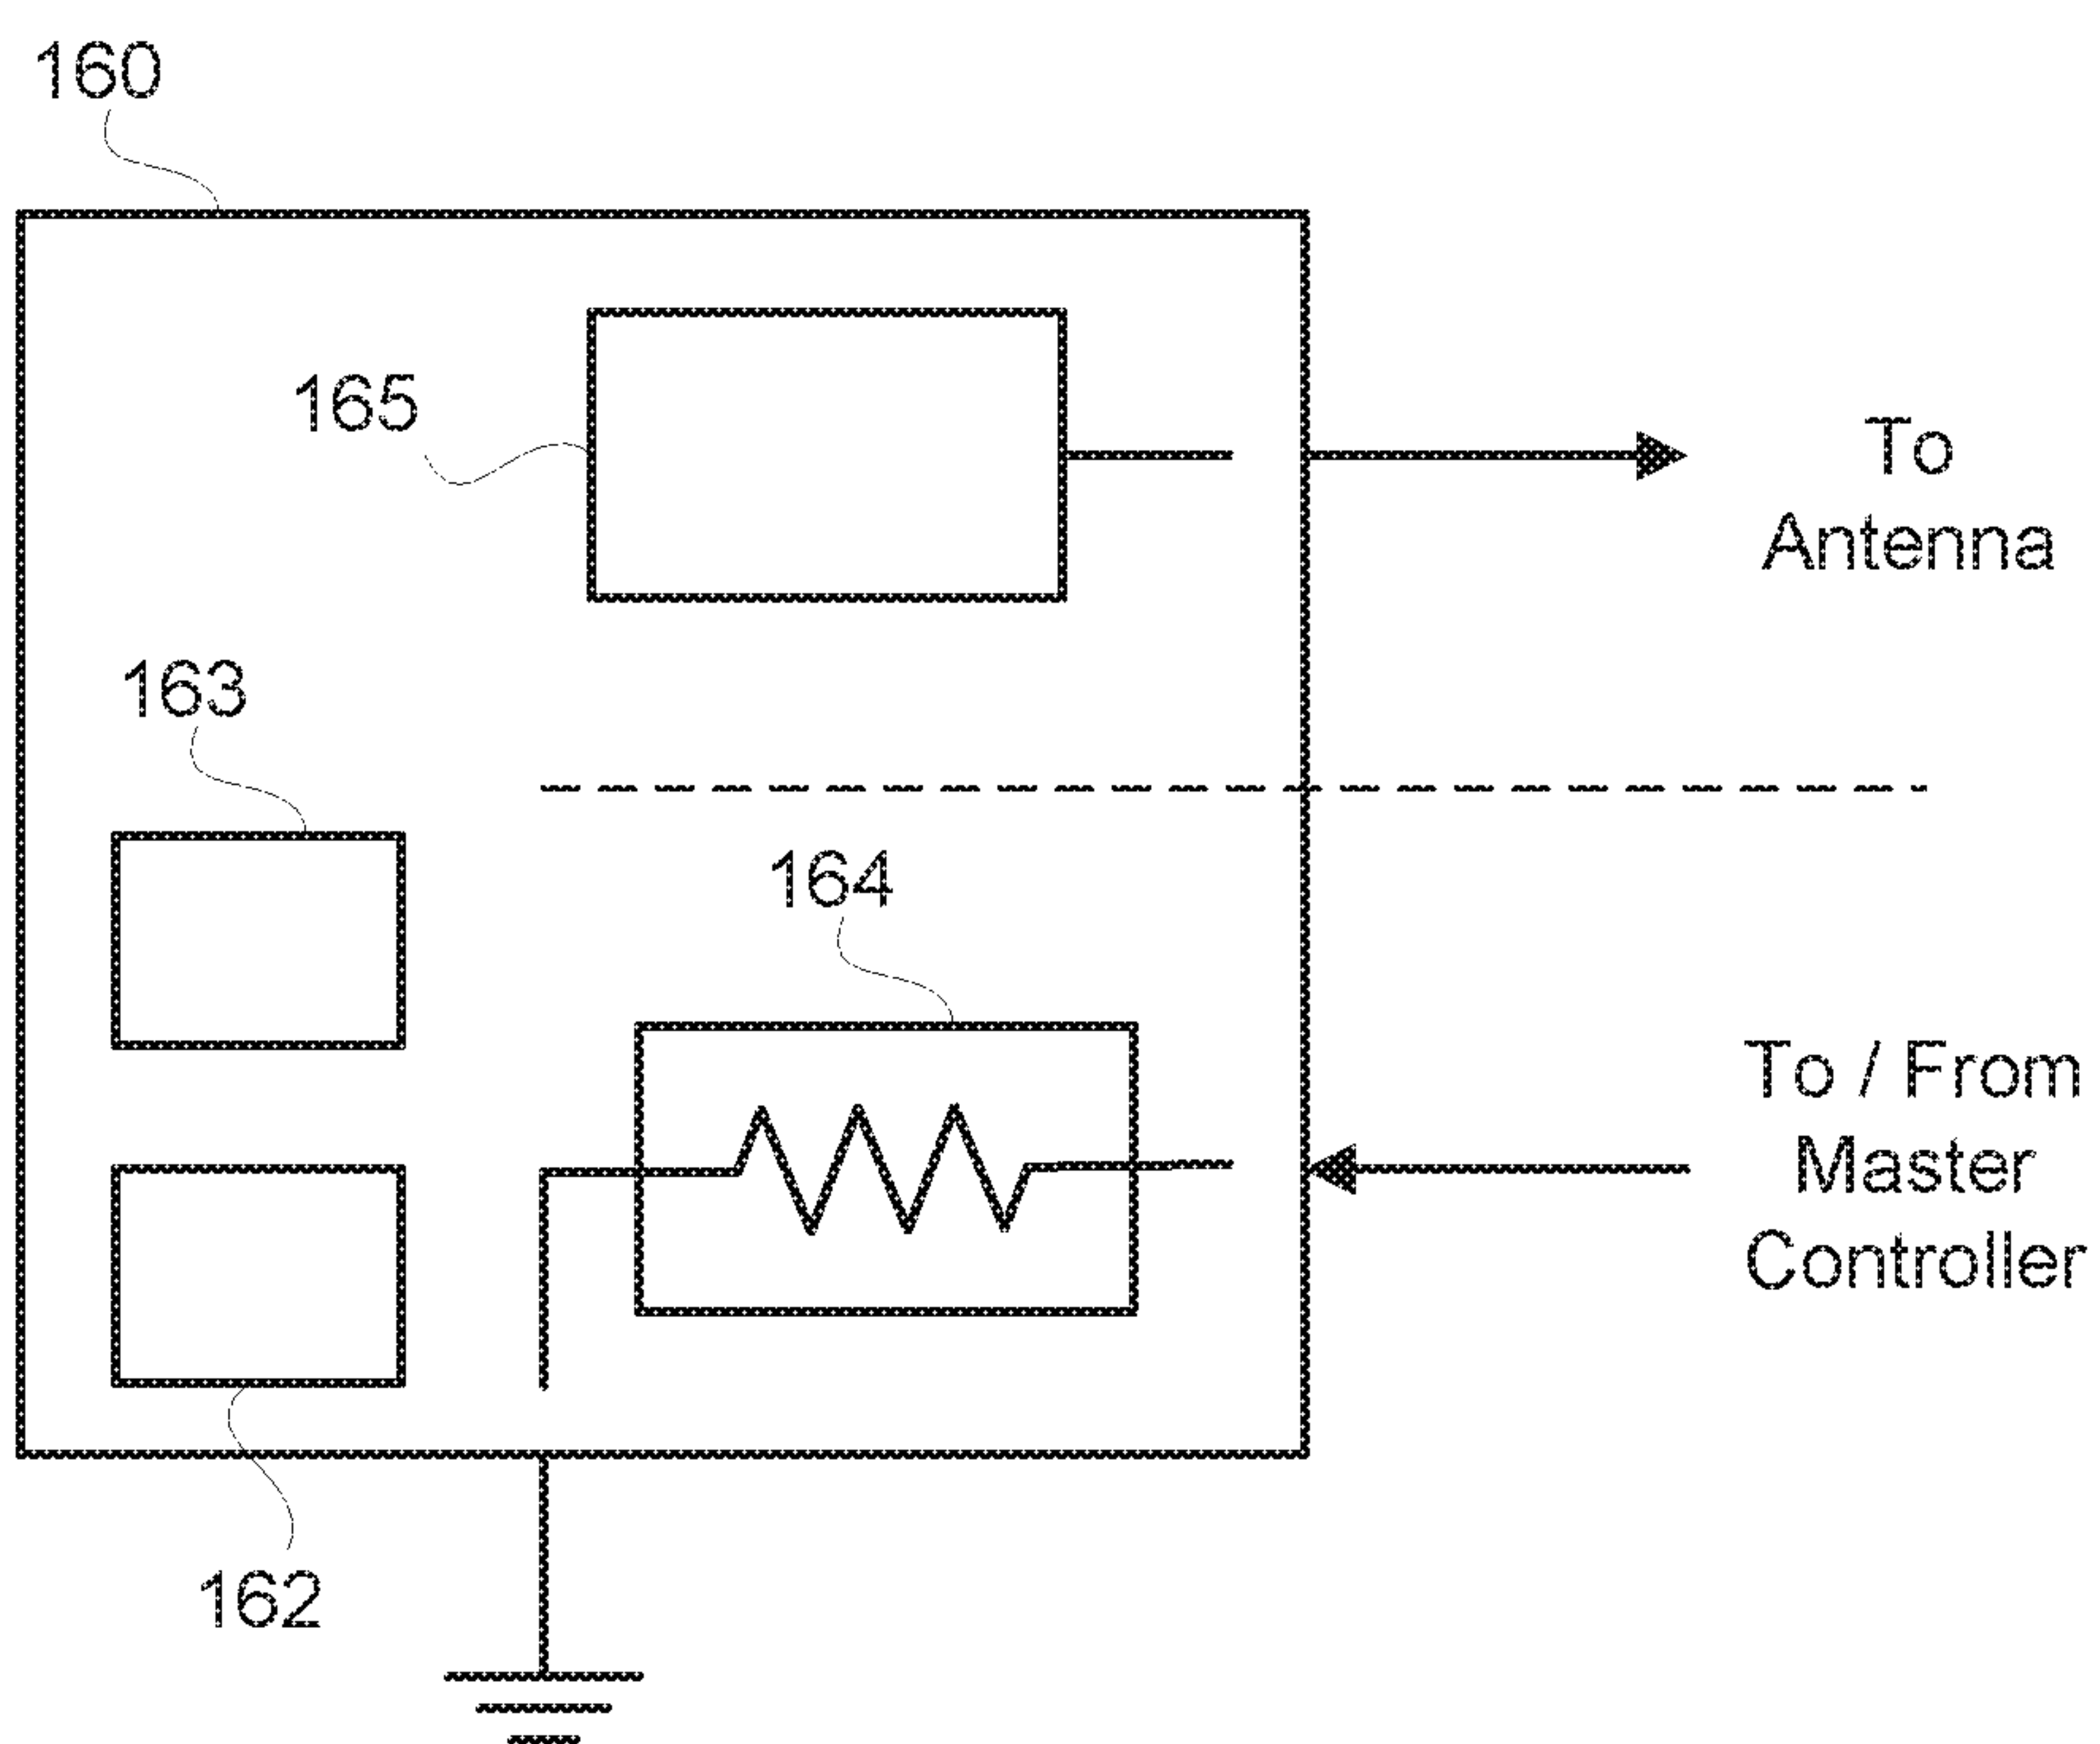 160
165
To
Antenna
163
164
To / From
Master
Controller
162